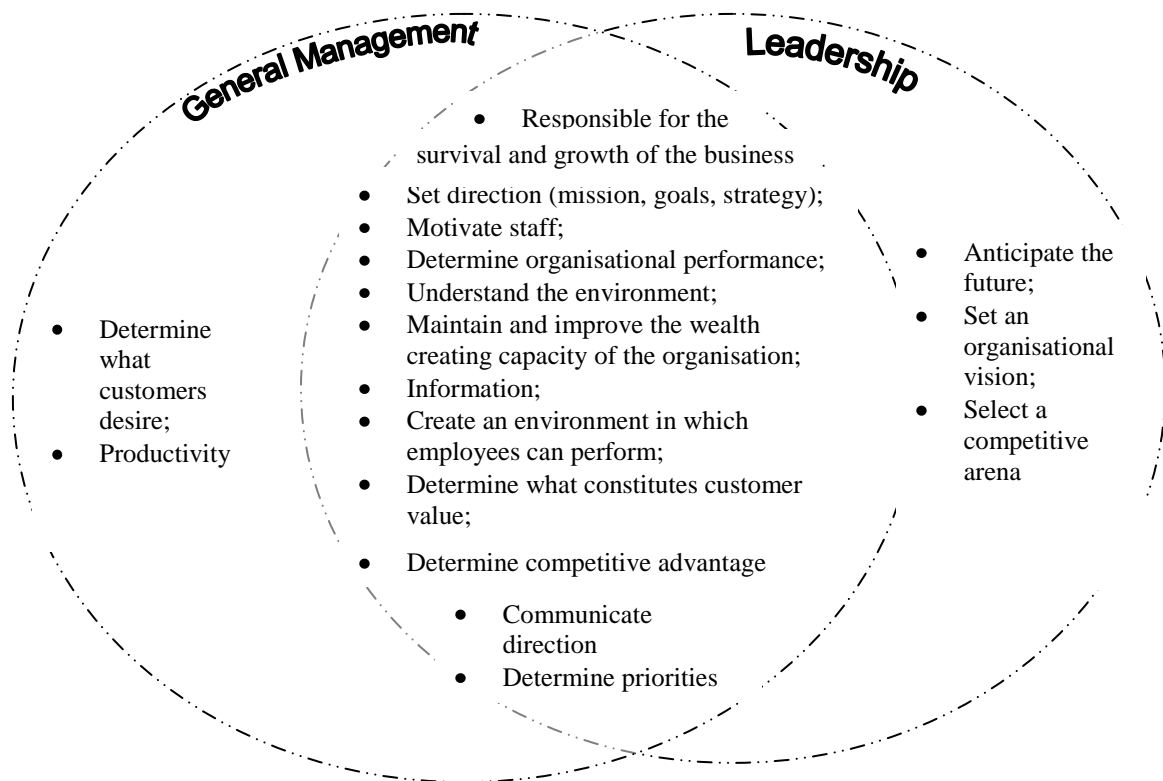 General Management
Leadership
• Responsible for the
survival and growth of the business
• Set direction (mission, goals, strategy);
• Motivate staff;
• Determine organisational performance;
• Understand the environment;
• Maintain and improve the wealth
creating capacity of the organisation;
• Information;
• Create an environment in which
employees can perform;
• Determine what constitutes customer
value;
• Determine competitive advantage
• Communicate
direction
• Determine priorities
• Determine
what
customers
desire;
• Productivity
• Anticipate the
future;
• Set an
organisational
vision;
• Select a
competitive
arena